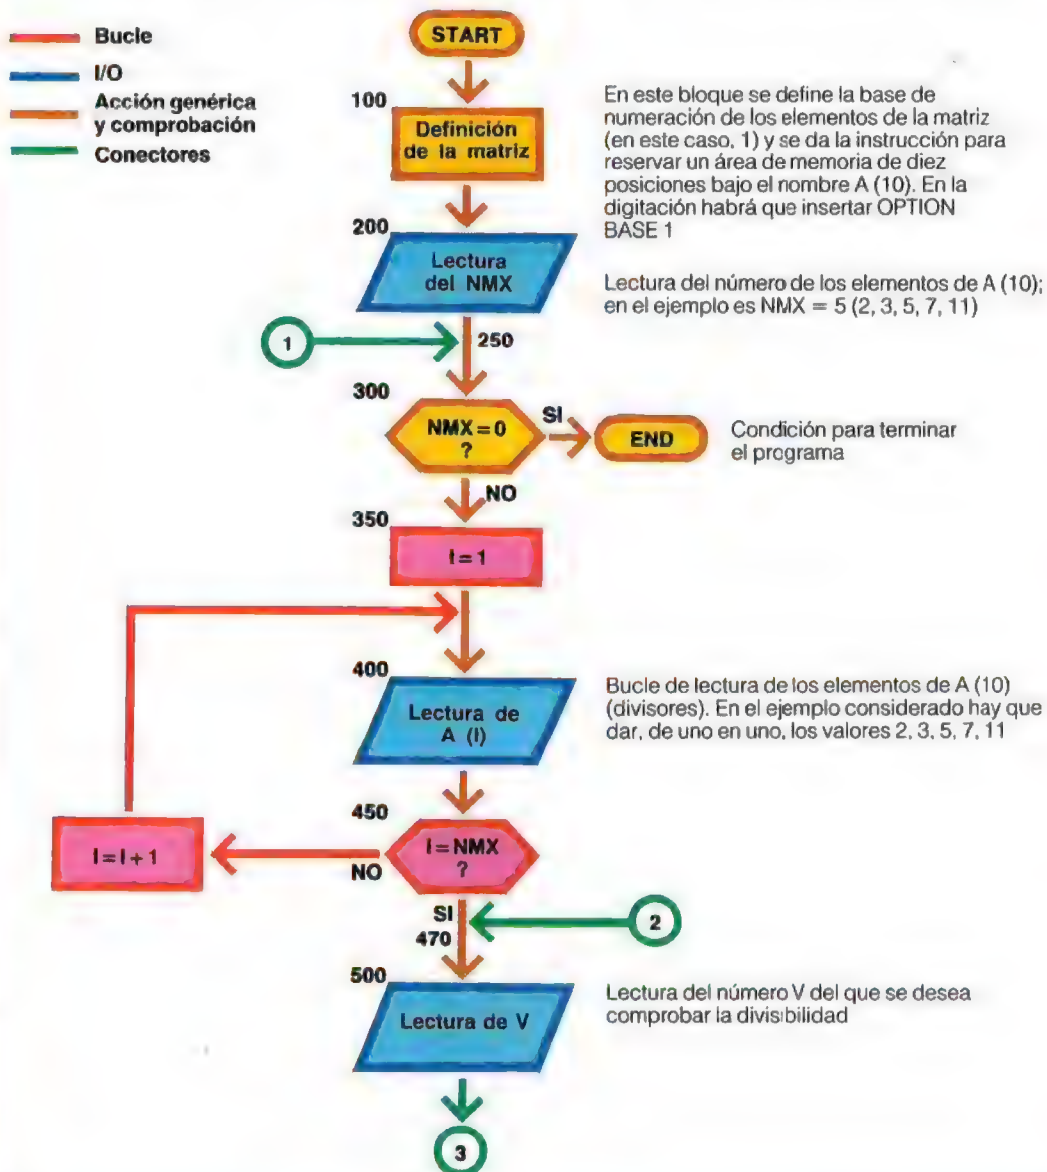 Bucle
I/O
Acción genérica
y comprobación
Conectores
START
100
Definición
de la matriz
En este bloque se define la base de
numeración de los elementos de la matriz
(en este caso, 1) y se da la instrucción para
reservar un área de memoria de diez
posiciones bajo el nombre A (10). En la
digitación habrá que insertar OPTION
BASE 1
200
Lectura
del NMX
Lectura del número de los elementos de A (10);
en el ejemplo es NMX = 5 (2, 3, 5, 7, 11)
1
250
300
NMX=0
?
SI
END
Condición para terminar
el programa
NO
350
I=1
400
Lectura de
A (I)
Bucle de lectura de los elementos de A (10)
(divisores). En el ejemplo considerado hay que
dar, de uno en uno, los valores 2, 3, 5, 7, 11
450
I=NMX
?
I=I+1
NO
SI
470
2
500
Lectura de V
Lectura del número V del que se desea
comprobar la divisibilidad
3